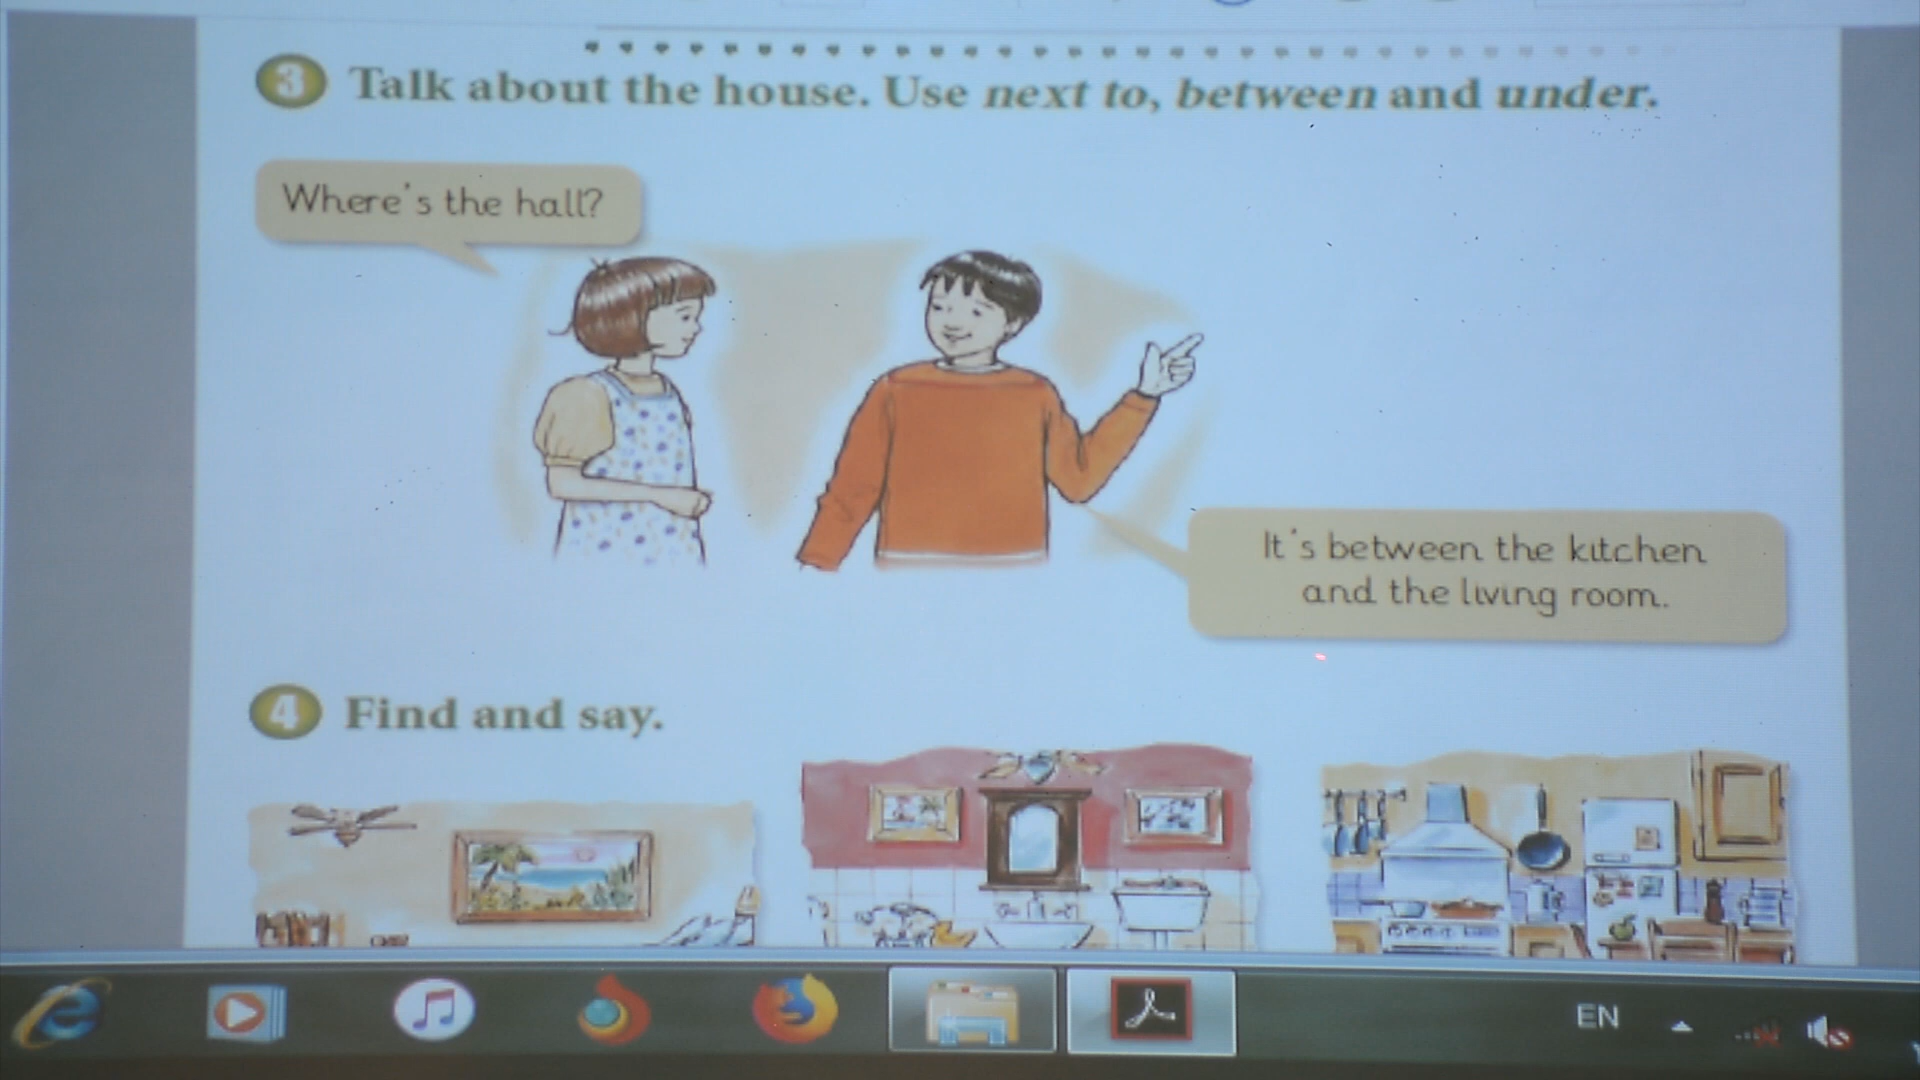 3 Talk about the house. Use next to, between and under.
Where's the hall?
It's between the kitchen
and the living room.
4 Find and say.
EN